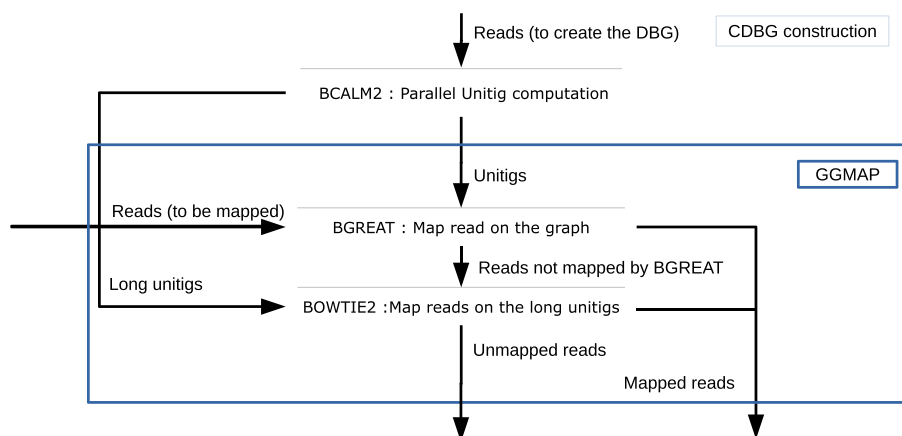 Reads (to create the DBG)
CDBG construction
BCALM2 : Parallel Unitig computation
Unitigs
GGMAP
Reads (to be mapped)
BGREAT : Map read on the graph
Reads not mapped by BGREAT
Long unitigs
BOWTIE2 :Map reads on the long unitigs
Unmapped reads
Mapped reads